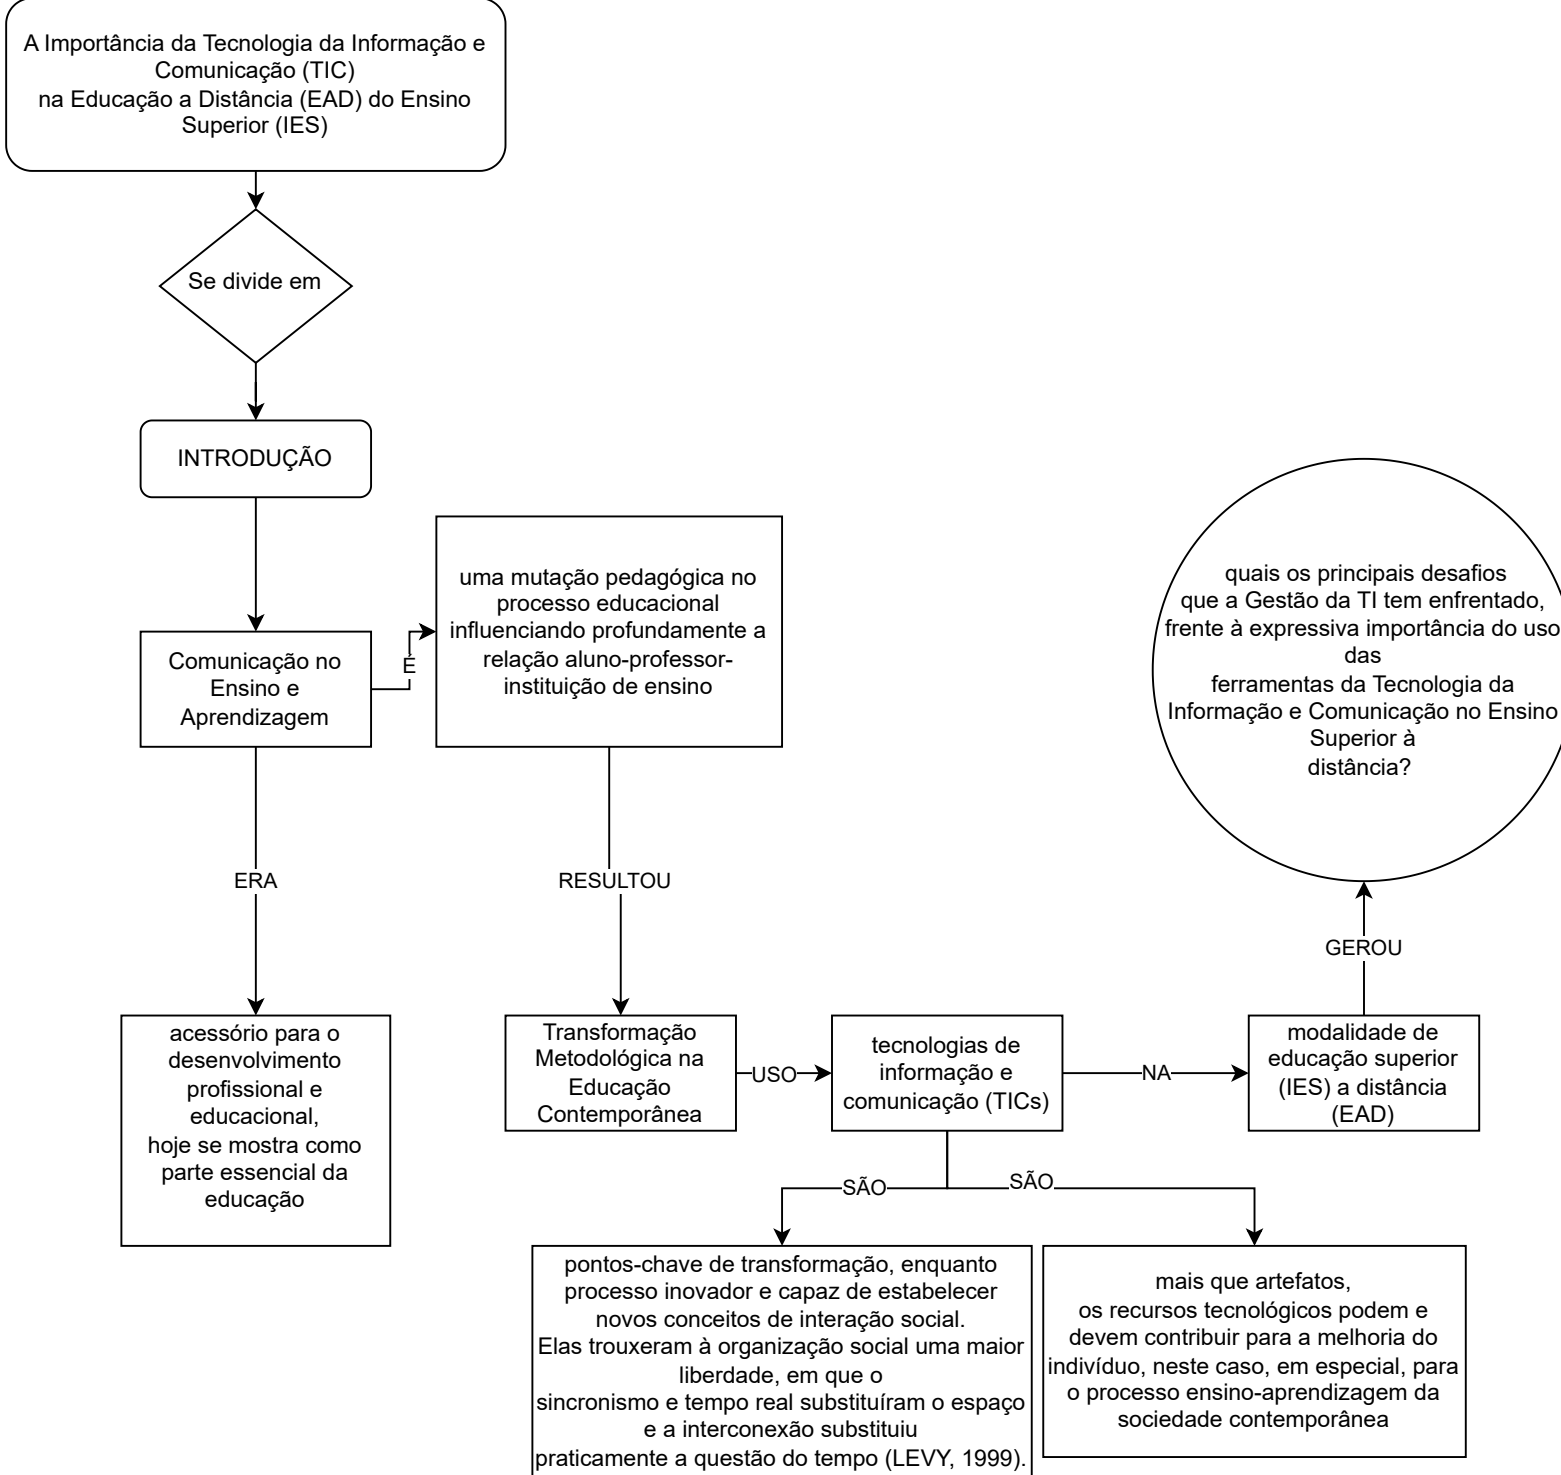 A Importância da Tecnologia da Informação e
Comunicação (TIC)
na Educação a Distância (EAD) do Ensino
Superior (IES)
Se divide em
INTRODUÇÃO
Comunicação no
Ensino e
Aprendizagem
É
uma mutação pedagógica no
processo educacional
influenciando profundamente a
relação aluno-professor-
instituição de ensino
quais os principais desafios
que a Gestão da TI tem enfrentado,
frente à expressiva importância do uso
das
ferramentas da Tecnologia da
Informação e Comunicação no Ensino
Superior à
distância?
ERA
RESULTOU
GEROU
acessório para o
desenvolvimento
profissional e
educacional,
hoje se mostra como
parte essencial da
educação
Transformação
Metodológica na
Educação
Contemporânea
USO
tecnologias de
informação e
comunicação (TICs)
NA
modalidade de
educação superior
(IES) a distância
(EAD)
SÃO
SÃO
pontos-chave de transformação, enquanto
processo inovador e capaz de estabelecer
novos conceitos de interação social.
Elas trouxeram à organização social uma maior
liberdade, em que o
sincronismo e tempo real substituíram o espaço
e a interconexão substituiu
praticamente a questão do tempo (LEVY, 1999).
mais que artefatos,
os recursos tecnológicos podem e
devem contribuir para a melhoria do
indivíduo, neste caso, em especial, para
o processo ensino-aprendizagem da
sociedade contemporânea